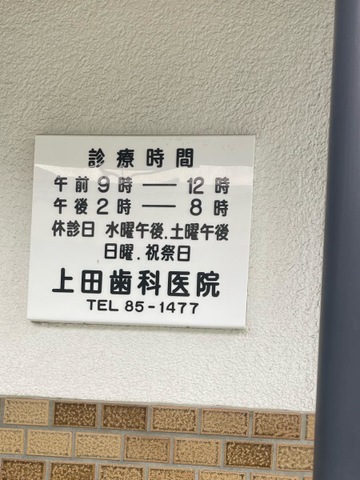 診療時間
午前9時 ー 12時
午後2時 ー 8時
休診日 水曜午後.土曜午後
日曜.祝祭日
上田歯科医院
TEL 85-1477